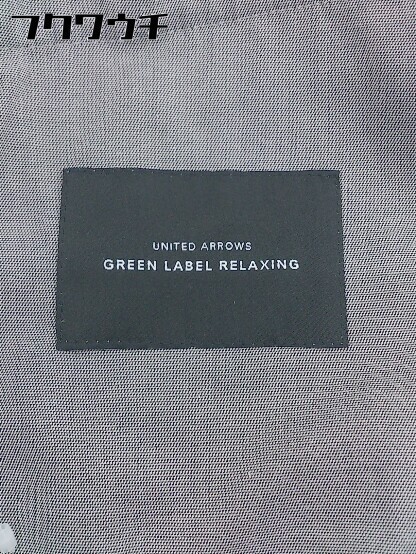 フクワウチ
UNITED ARROWS
GREEN LABEL RELAXING